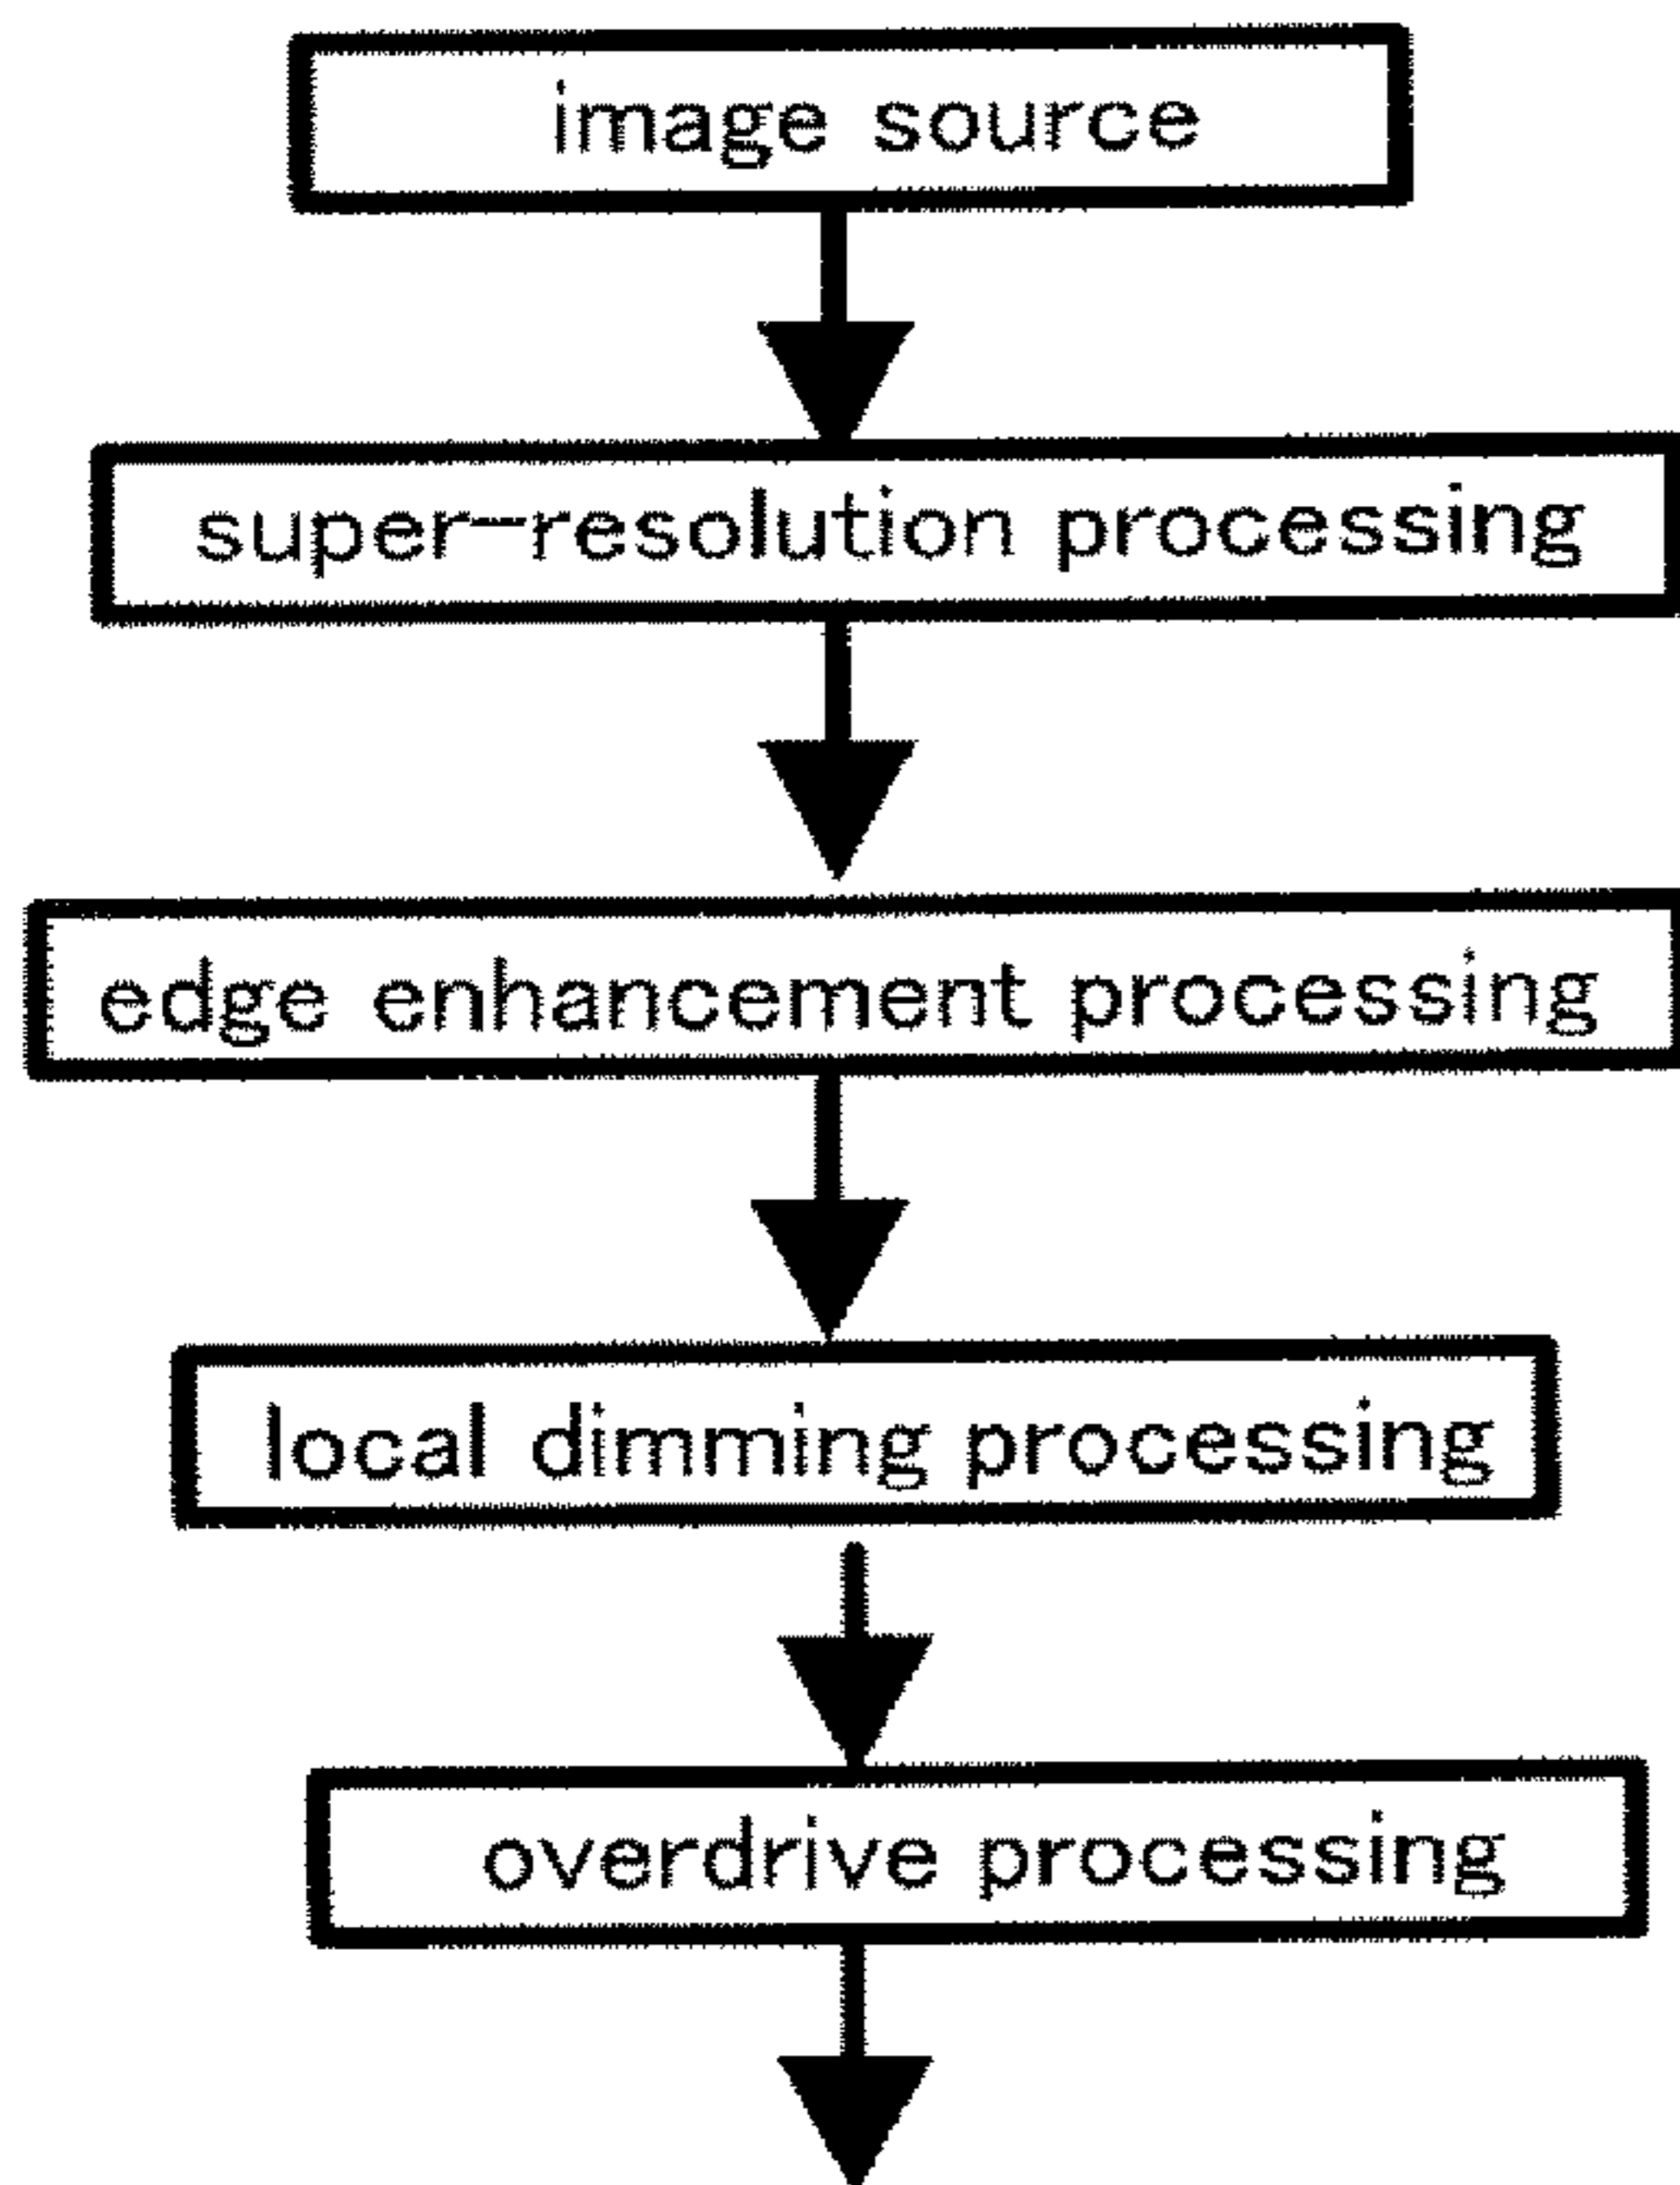 image source
super-resolution processing
edge enhancement processing
local dimming processing
overdrive processing